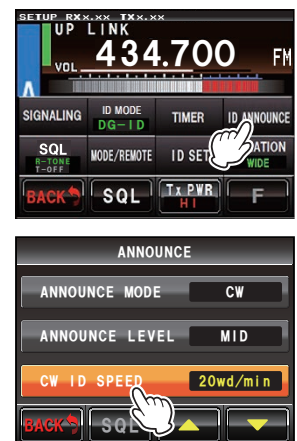 SETUP RXx.xx TXx.xx
UP LINK
VOL 434.700 FM
SIGNALING ID MODE TIMER ID ANNOUNCE
DG-ID
SQL MODE/REMOTE ID SET
R-TONE WIDE
T-OFF
BACK SQL Tx PWR F
HI
ANNOUNCE
ANNOUNCE MODE CW
ANNOUNCE LEVEL MID
CW ID SPEED 20wd/min
BACK SQL